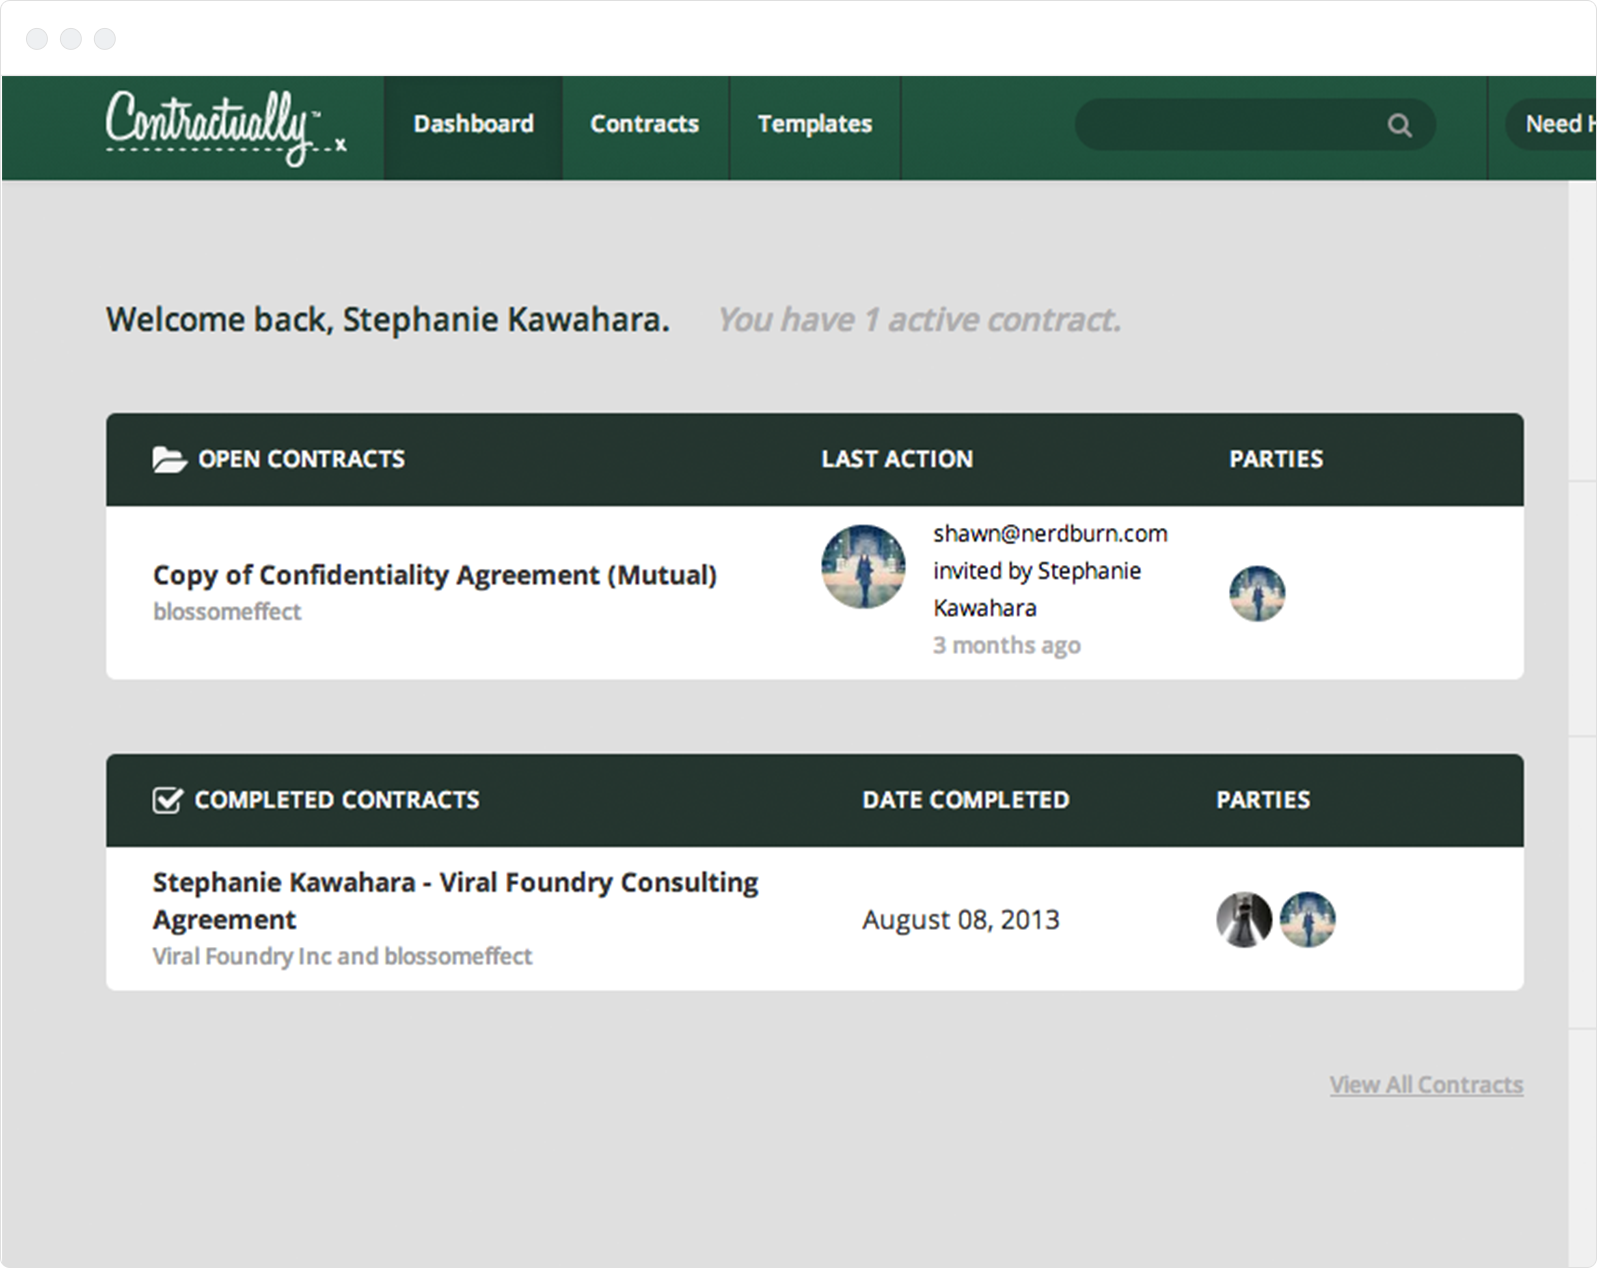 Contractually™ x
Dashboard
Contracts
Templates
Need H
Welcome back, Stephanie Kawahara.
You have 1 active contract.
OPEN CONTRACTS
LAST ACTION
PARTIES
Copy of Confidentiality Agreement (Mutual)
blossomeffect
shawn@nerdburn.com
invited by Stephanie
Kawahara
3 months ago
COMPLETED CONTRACTS
DATE COMPLETED
PARTIES
Stephanie Kawahara - Viral Foundry Consulting
Agreement
Viral Foundry Inc and blossomeffect
August 08, 2013
View All Contracts